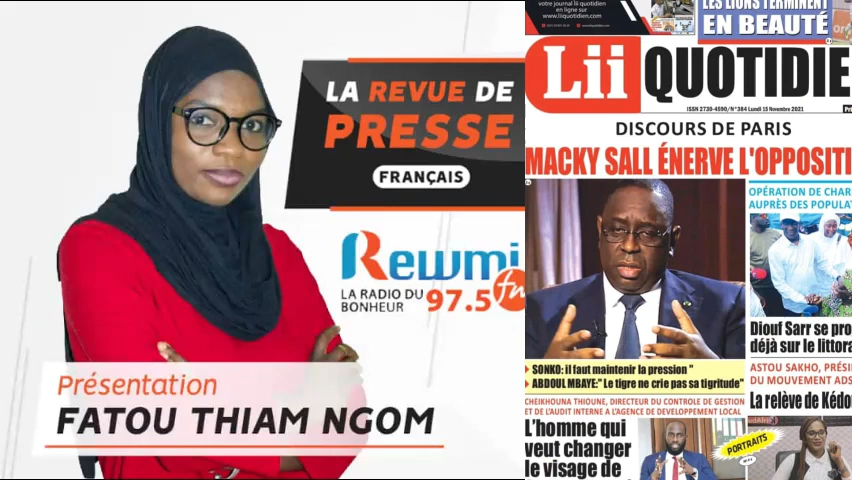 LA REVUE DE
PRESSE
FRANÇAIS
Rewmi
fm
LA RADIO DU
BONHEUR 97.5
Présentation
FATOU THIAM NGOM
votre journal lii quotidien
en ligne sur
www.liiquotidien.com
LES LIONS TERMINENT
EN BEAUTÉ
Lii QUOTIDIE
ISSN 2730-4590/N°384 Lundi 15 Novembre 2021
DISCOURS DE PARIS
MACKY SALL ÉNERVE L'OPPOSITI
OPÉRATION DE CHAR
AUPRÈS DES POPULAT
Diouf Sarr se pro
déjà sur le littora
SONKO: il faut maintenir la pression "
ABDOUL MBAYE:" Le tigre ne crie pas sa tigritude"
ASTOU SAKHO, PRÉSI
DU MOUVEMENT ADS
La relève de Kédo
CHEIKHOUNA THIOUNE, DIRECTEUR DU CONTROLE DE GESTION
ET DE L'AUDIT INTERNE A L'AGENCE DE DEVELOPPEMENT LOCAL
L'homme qui
veut changer
le visage de
PORTRAITS